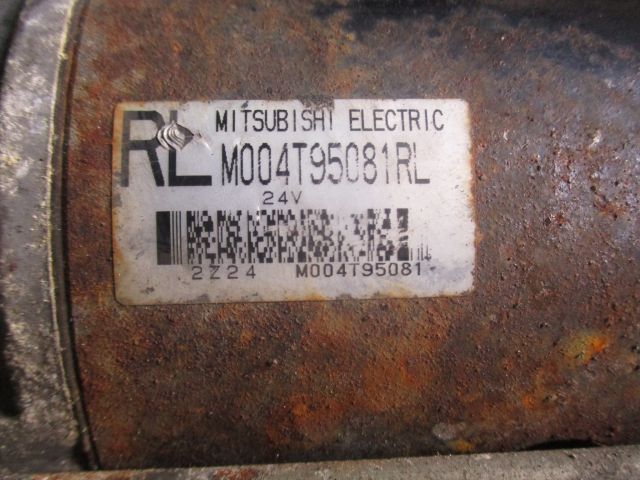 RL MITSUBISHI ELECTRIC
M004T95081RL
24V
2Z24 M004T95081